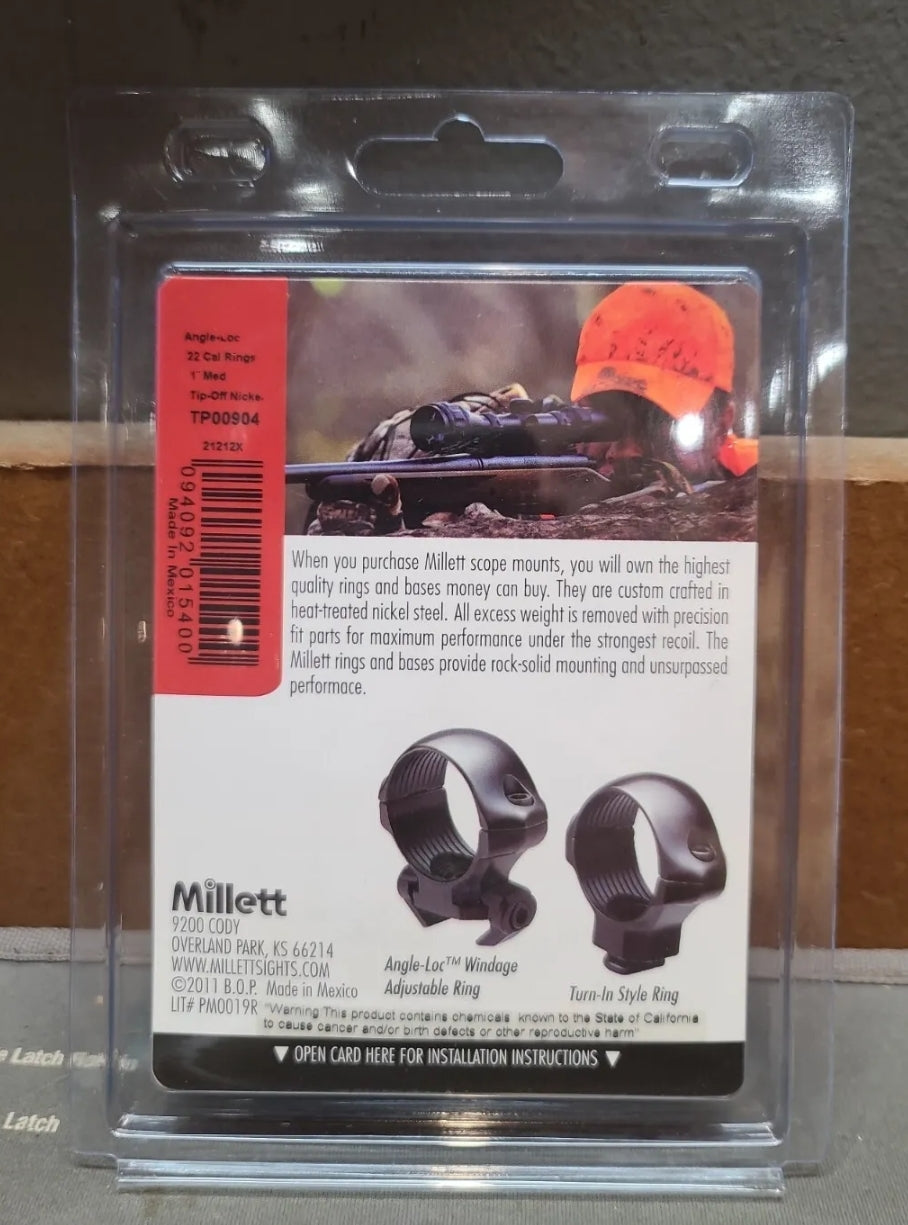 Angle-Loc
22 Cal Rings
1" Med
Tip-Off Nicke
TP00904
21212X
094092 015400
Made In Mexico
When you purchase Millett scope mounts, you will own the highest
quality rings and bases money can buy. They are custom crafted in
heat-treated nickel steel. All excess weight is removed with precision
fit parts for maximum performance under the strongest recoil. The
Millett rings and bases provide rock-solid mounting and unsurpassed
performace.
Millett
9200 CODY
OVERLAND PARK, KS 66214
WWW.MILLETTSIGHTS.COM
©2011 B.O.P. Made in Mexico
LIT# PM0019R
Angle-Loc™ Windage
Adjustable Ring
Turn-In Style Ring
"Warning This product contains chemicals known to the State of California
to cause cancer and/or birth defects or other reproductive harm"
▼ OPEN CARD HERE FOR INSTALLATION INSTRUCTIONS ▼
Latch
Latch